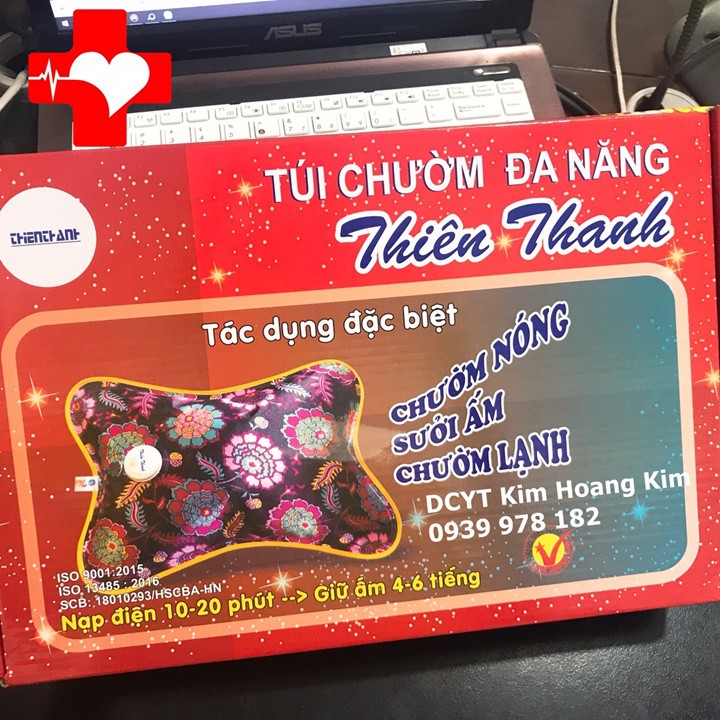 ASUS
TÚI CHƯỜM ĐA NĂNG
Thiên Thanh
THIENTHANH
Tác dụng đặc biệt
CHƯỜM NÓNG
SƯỞI ẤM
CHƯỜM LẠNH
Thiên Thanh
DCYT Kim Hoang Kim
0939 978 182
ISO 9001:2015
ISO 13485 : 2016
SCB: 18010293/HSCBA-HN
Nạp điện 10-20 phút --> Giữ ấm 4-6 tiếng